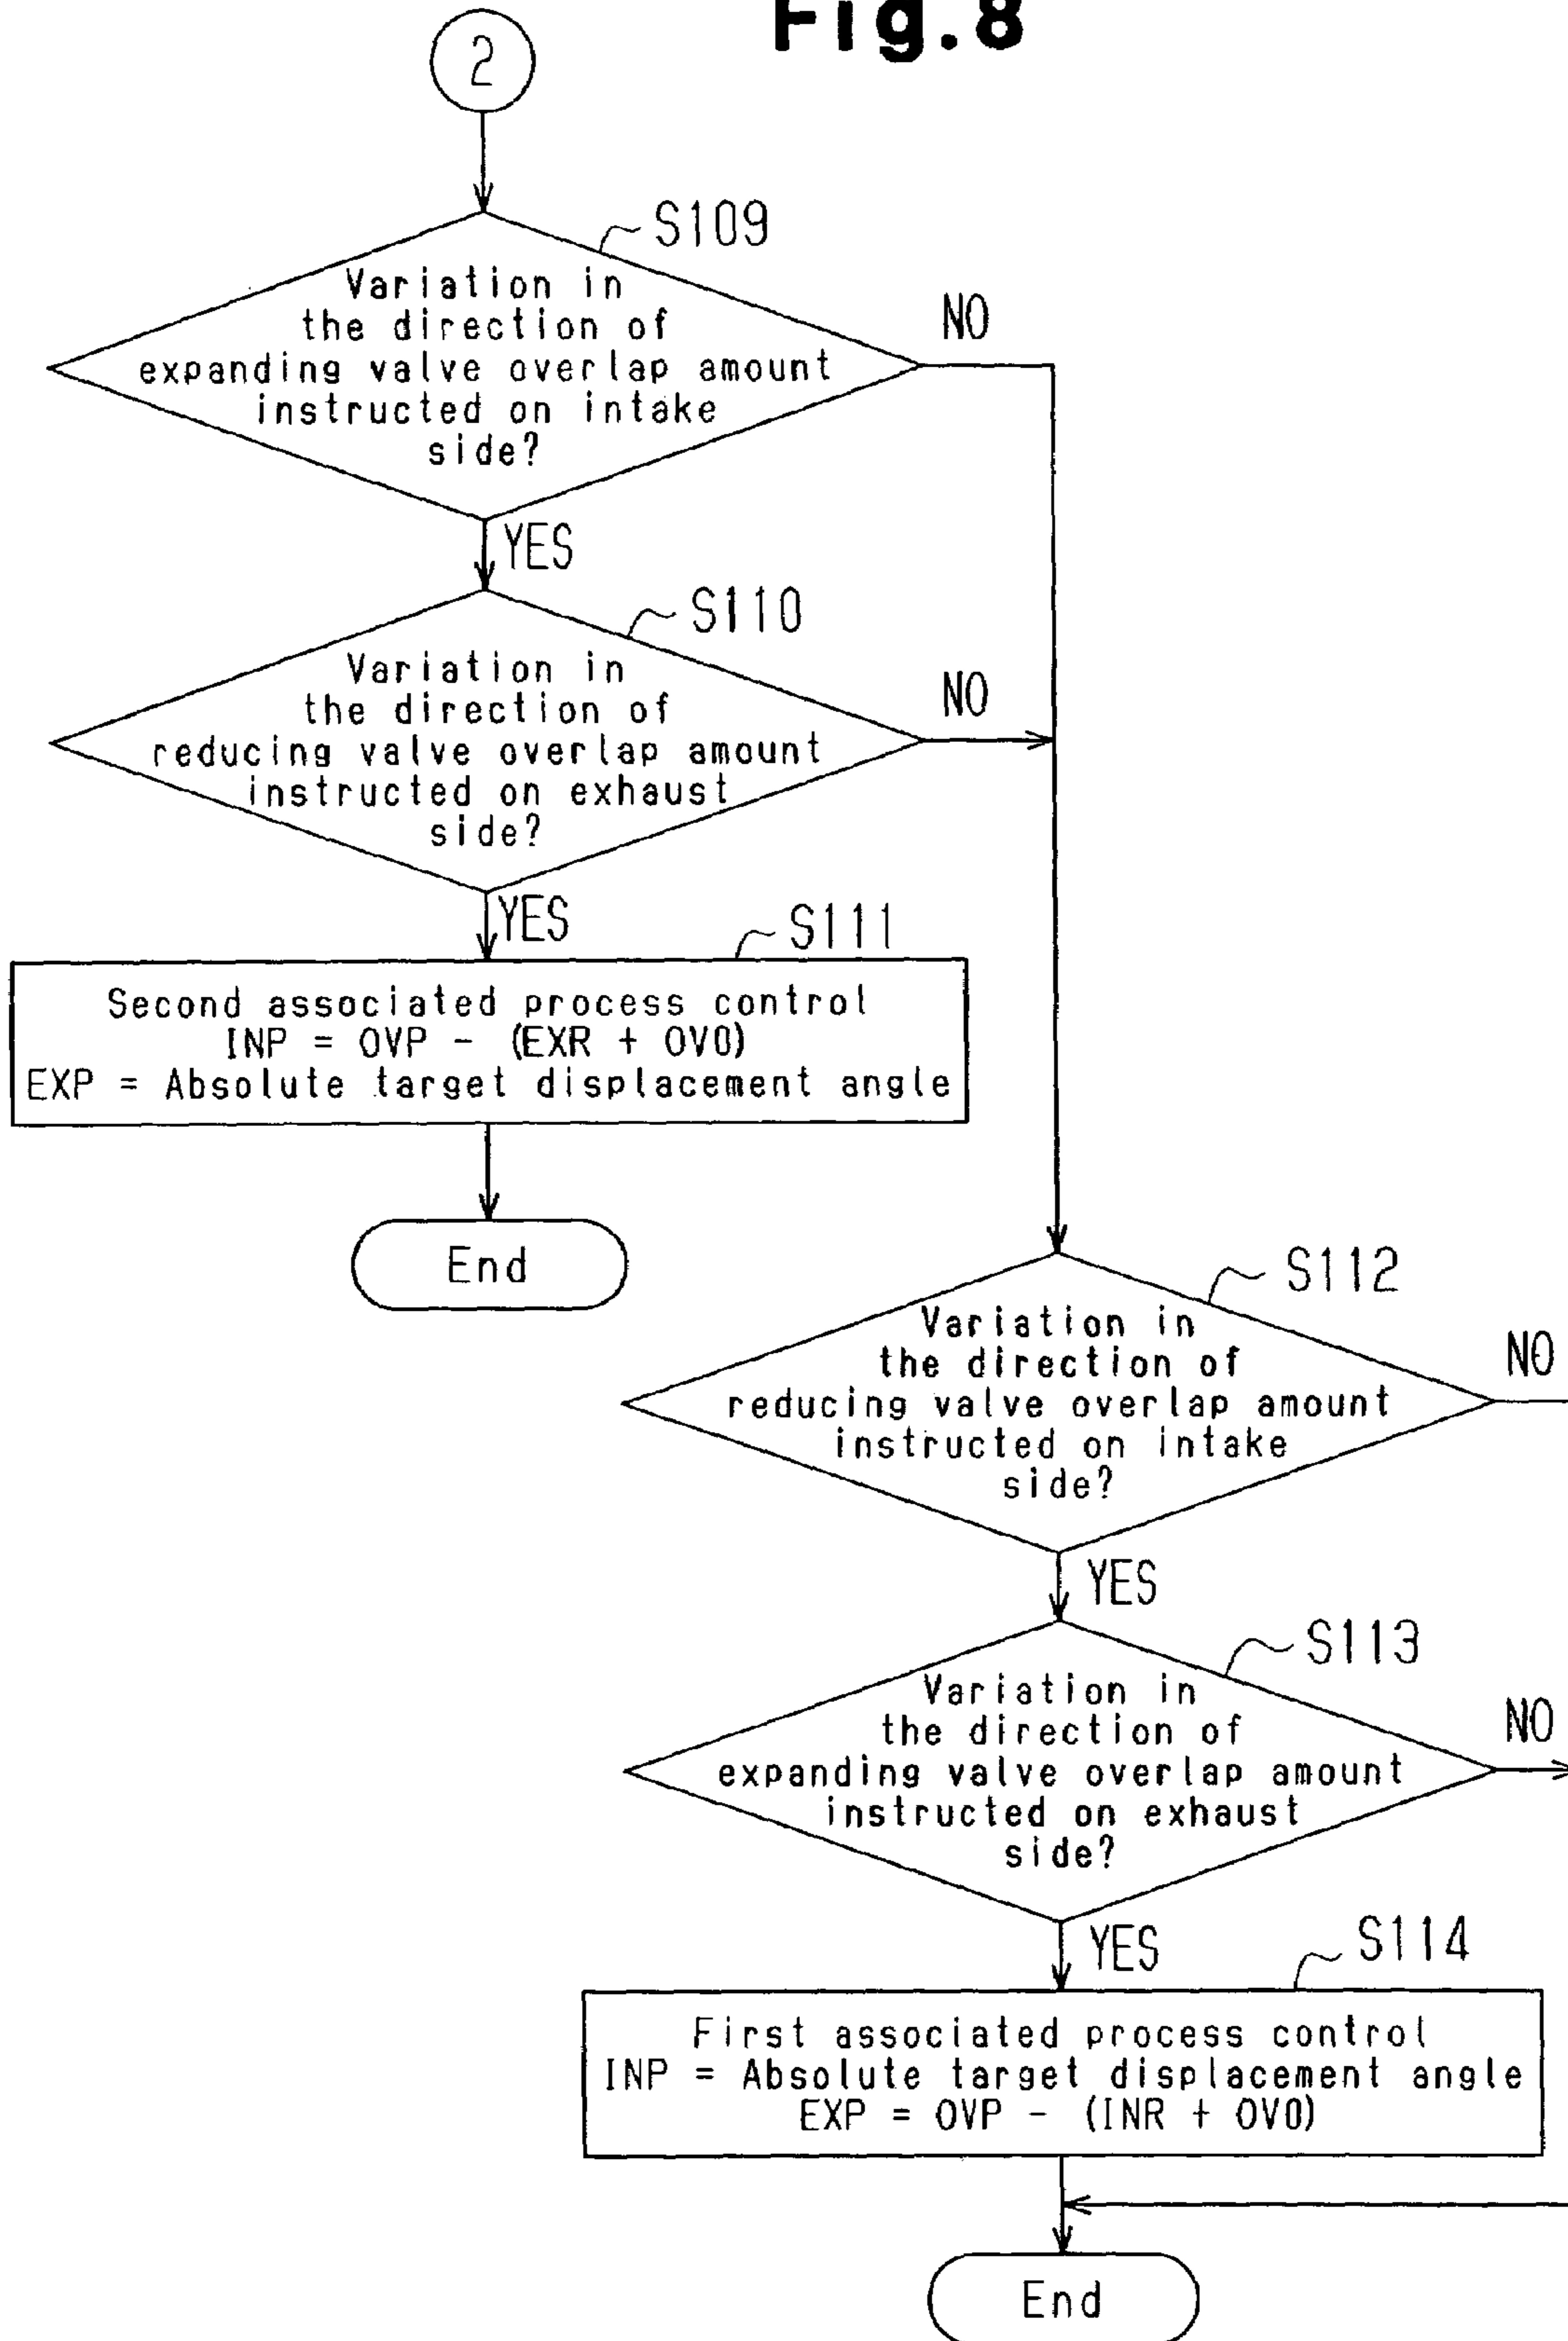 Fig.8
2
S109
Variation in
the direction of
expanding valve overlap amount
instructed on intake
side?
NO
YES
S110
Variation in
the direction of
reducing valve overlap amount
instructed on exhaust
side?
NO
YES
S111
Second associated process control
INP = OVP - (EXR + OV0)
EXP = Absolute target displacement angle
End
S112
Variation in
the direction of
reducing valve overlap amount
instructed on intake
side?
NO
YES
S113
Variation in
the direction of
expanding valve overlap amount
instructed on exhaust
side?
NO
YES
S114
First associated process control
INP = Absolute target displacement angle
EXP = OVP - (INR + OV0)
End